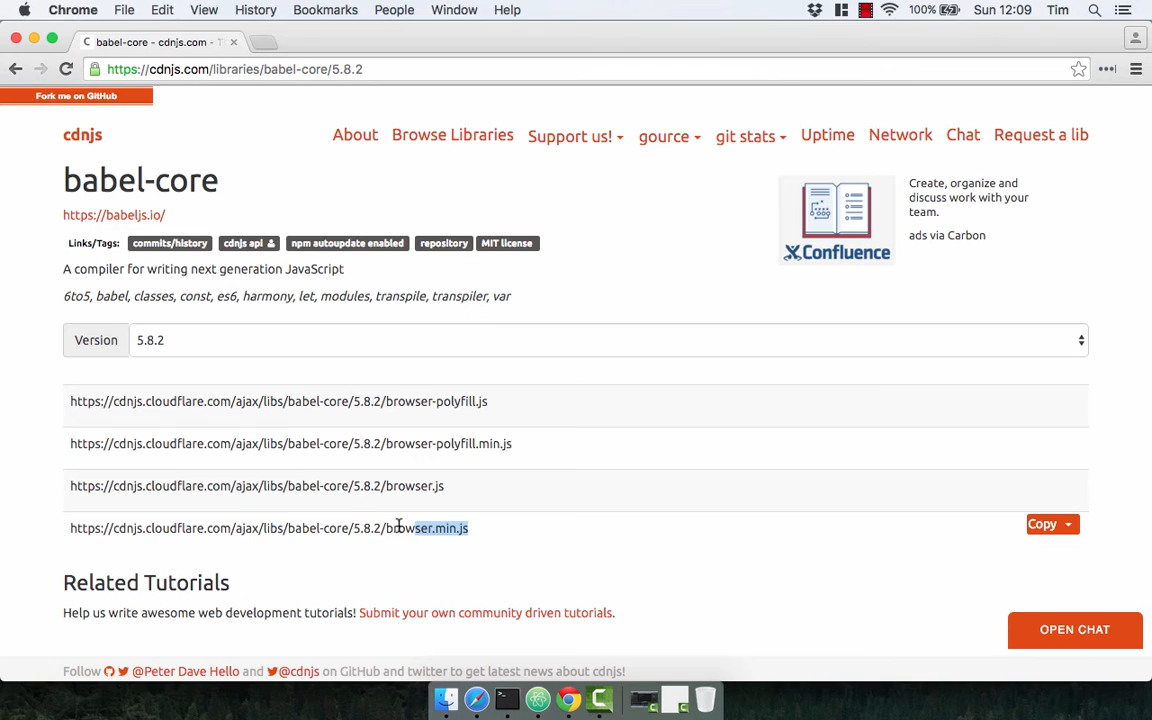 Chrome File Edit View History Bookmarks People Window Help 100% Sun 12:09 Tim
babel-core - cdnjs.com -
https://cdnjs.com/libraries/babel-core/5.8.2
Fork me on GitHub
cdnjs About Browse Libraries Support us! gource git stats Uptime Network Chat Request a lib
babel-core
https://babeljs.io/
Links/Tags: commits/history cdnjs api npm autoupdate enabled repository MIT license
A compiler for writing next generation JavaScript
6to5, babel, classes, const, es6, harmony, let, modules, transpile, transpiler, var
Create, organize and
discuss work with your
team.
ads via Carbon
Confluence
Version 5.8.2
https://cdnjs.cloudflare.com/ajax/libs/babel-core/5.8.2/browser-polyfill.js
https://cdnjs.cloudflare.com/ajax/libs/babel-core/5.8.2/browser-polyfill.min.js
https://cdnjs.cloudflare.com/ajax/libs/babel-core/5.8.2/browser.js
https://cdnjs.cloudflare.com/ajax/libs/babel-core/5.8.2/browser.min.js Copy
Related Tutorials
Help us write awesome web development tutorials! Submit your own community driven tutorials.
OPEN CHAT
Follow @Peter Dave Hello and @cdnjs on GitHub and twitter to get latest news about cdnjs!